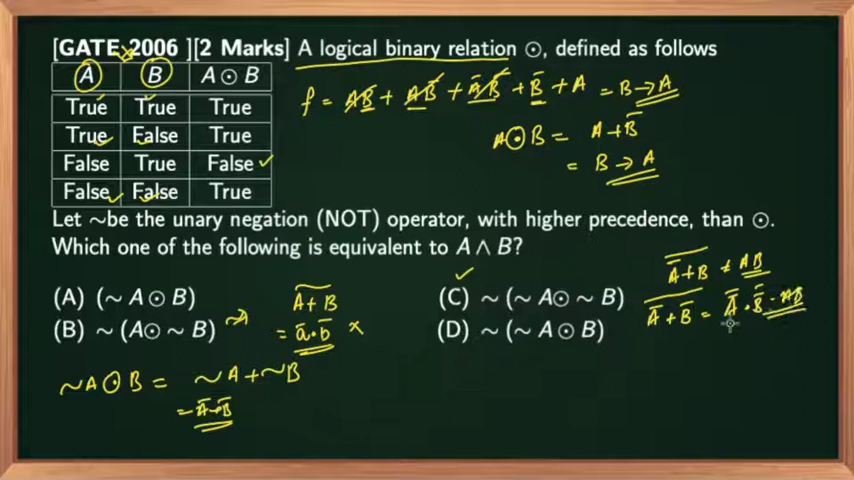 [GATE 2006 ][2 Marks] A logical binary relation ⊙, defined as follows
A B A ⊙ B
True True True
True False True
False True False
False False True
f = AB + AB̅ + A̅B̅ + B̅ + A = B → A
A⊙B = A + B̅
= B → A
Let ∼be the unary negation (NOT) operator, with higher precedence, than ⊙.
Which one of the following is equivalent to A ∧ B?
(A) (∼ A ⊙ B)
(B) ∼ (A⊙ ∼ B)
(C) ∼ (∼ A⊙ ∼ B)
(D) ∼ (∼ A ⊙ B)
A + B
= a̅·b̅ ×
∼A ⊙ B = ∼A + ∼B